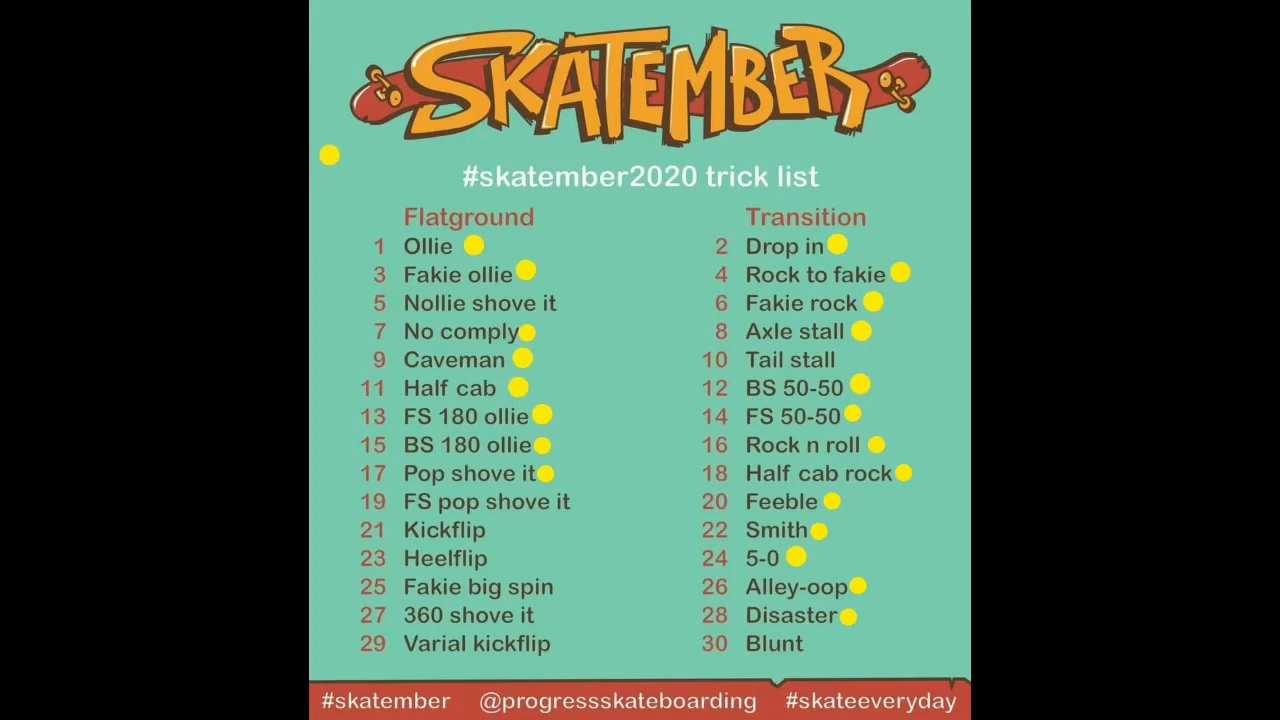 SKATEMBER
#skatember2020 trick list
Flatground
1 Ollie
3 Fakie ollie
5 Nollie shove it
7 No comply
9 Caveman
11 Half cab
13 FS 180 ollie
15 BS 180 ollie
17 Pop shove it
19 FS pop shove it
21 Kickflip
23 Heelflip
25 Fakie big spin
27 360 shove it
29 Varial kickflip
Transition
2 Drop in
4 Rock to fakie
6 Fakie rock
8 Axle stall
10 Tail stall
12 BS 50-50
14 FS 50-50
16 Rock n roll
18 Half cab rock
20 Feeble
22 Smith
24 5-0
26 Alley-oop
28 Disaster
30 Blunt
#skatember @progressskateboarding #skateeveryday